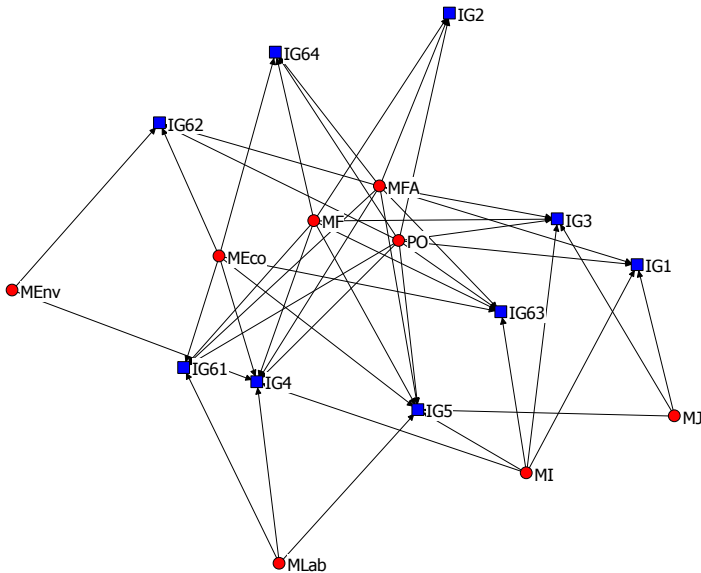 IG2
IG64
IG62
MFA
MF
IG3
PO
MEco
IG1
MEnv
IG63
IG61
IG4
IG5
MJ
MI
MLab